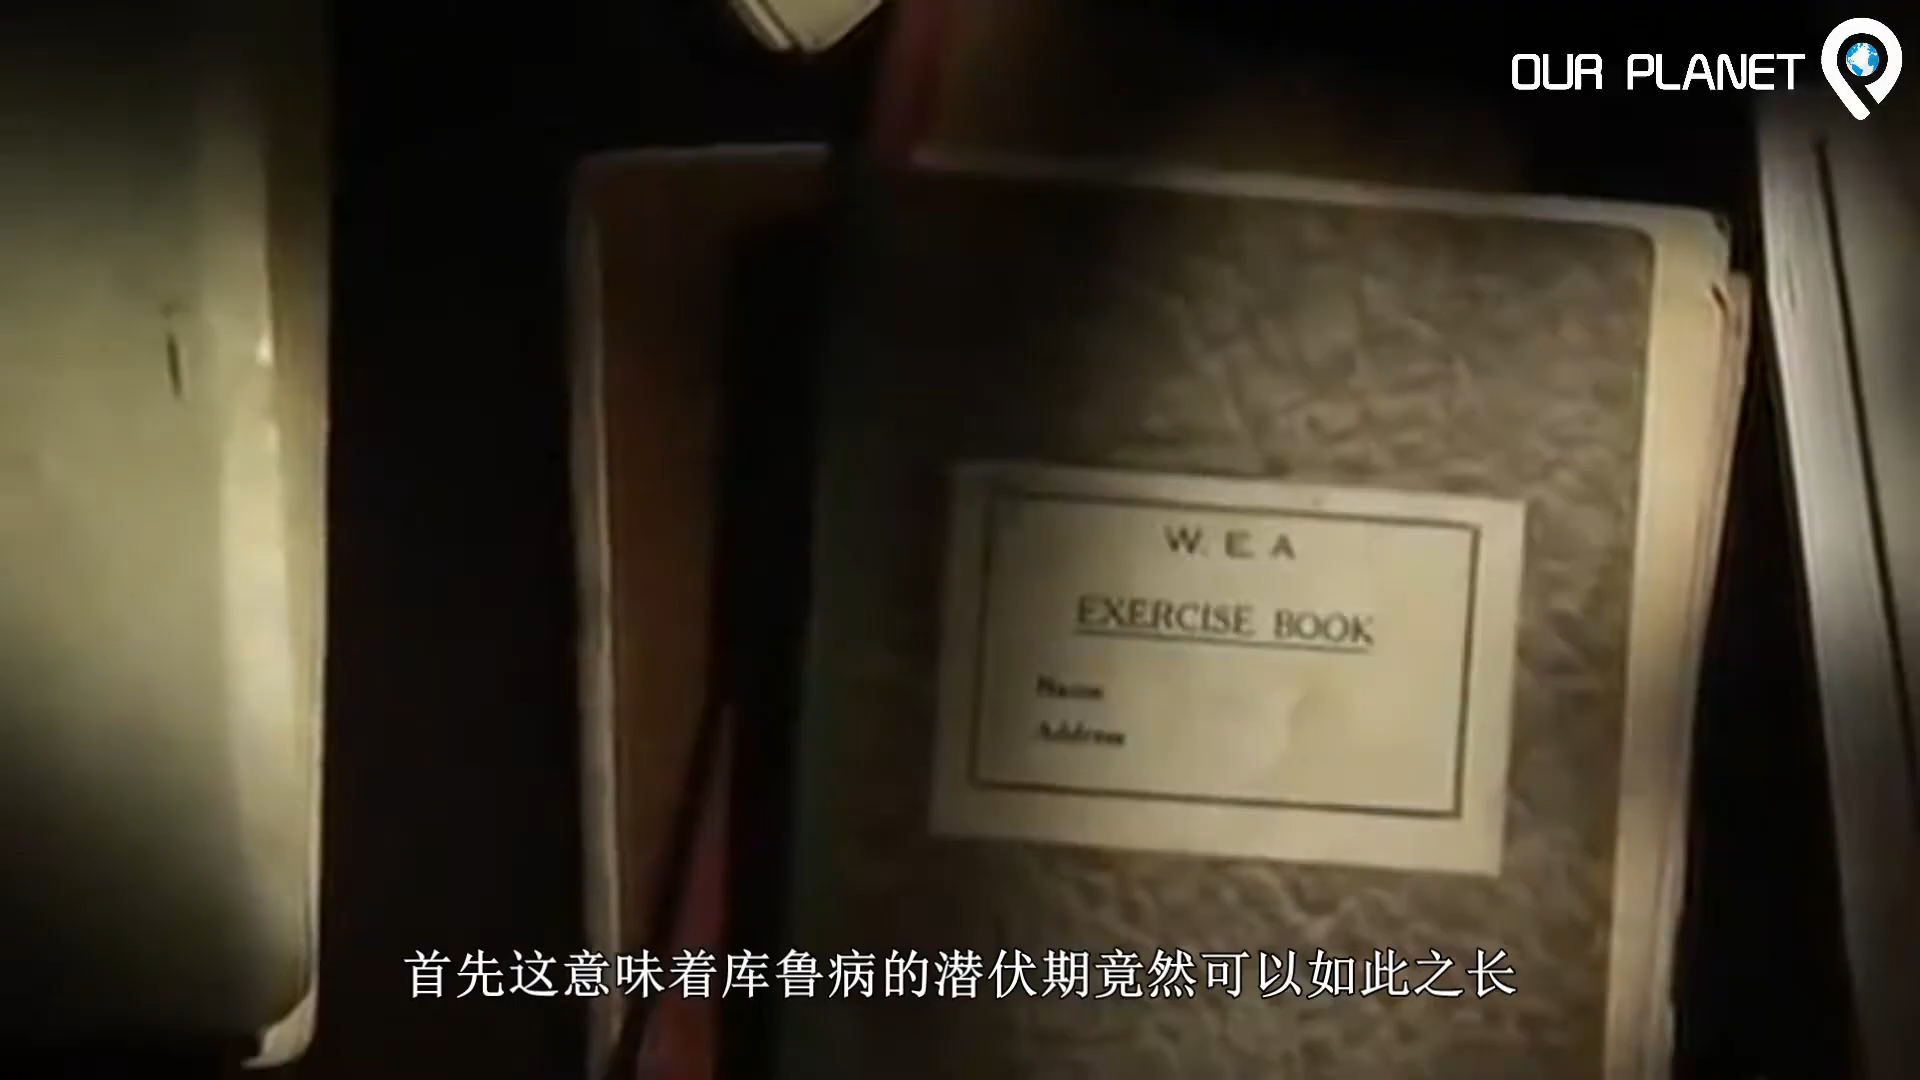 OUR PLANET
W. E. A
EXERCISE BOOK
Name
Address
首先这意味着库鲁病的潜伏期竟然可以如此之长